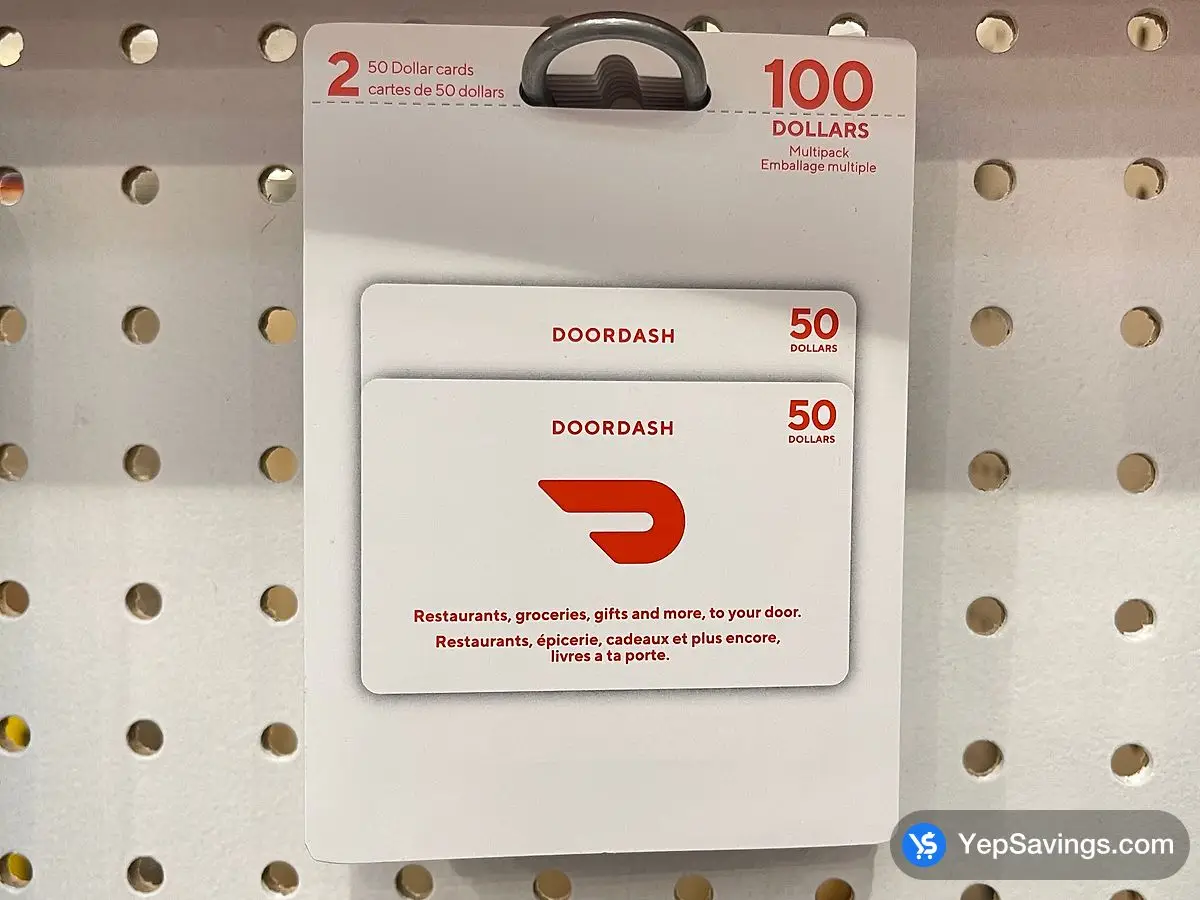 2 50 Dollar cards
cartes de 50 dollars
100
DOLLARS
Multipack
Emballage multiple
DOORDASH
50
DOLLARS
DOORDASH
50
DOLLARS
Restaurants, groceries, gifts and more, to your door.
Restaurants, épicerie, cadeaux et plus encore,
livres a ta porte.
YepSavings.com